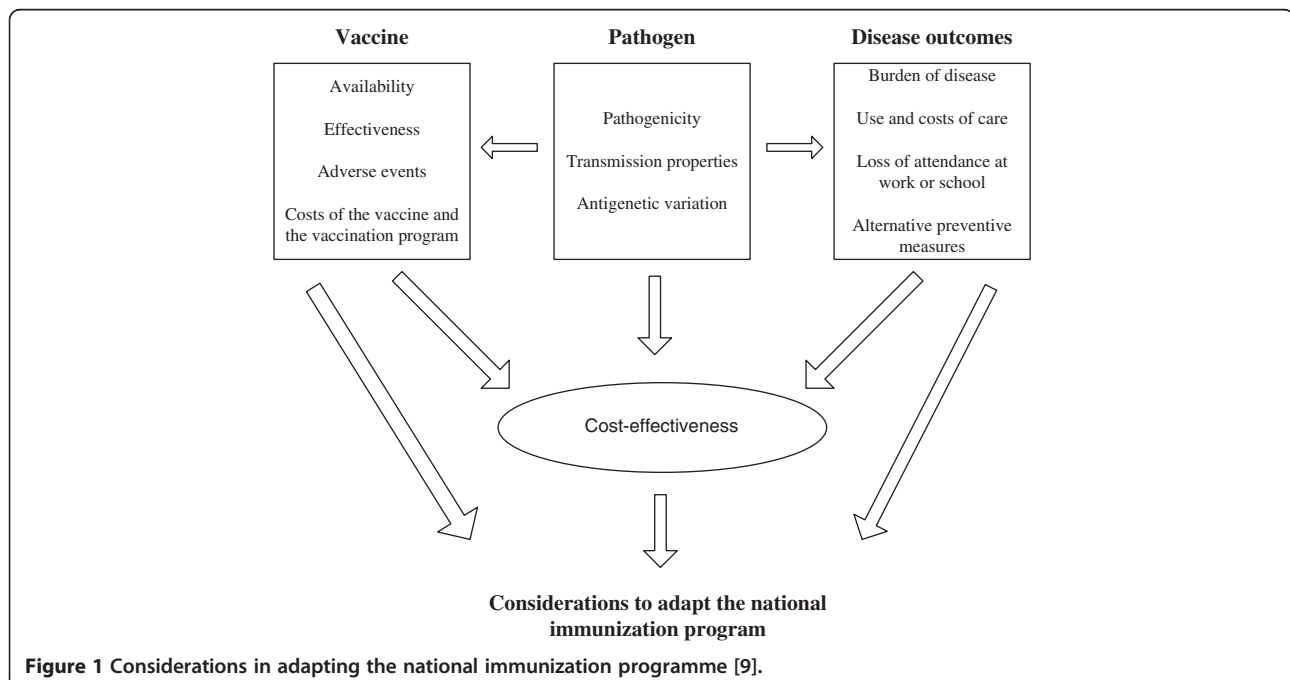 Vaccine
Availability
Effectiveness
Adverse events
Costs of the vaccine and
the vaccination program
Pathogen
Pathogenicity
Transmission properties
Antigenetic variation
Disease outcomes
Burden of disease
Use and costs of care
Loss of attendance at
work or school
Alternative preventive
measures
Cost-effectiveness
Considerations to adapt the national
immunization program
Figure 1 Considerations in adapting the national immunization programme [9].